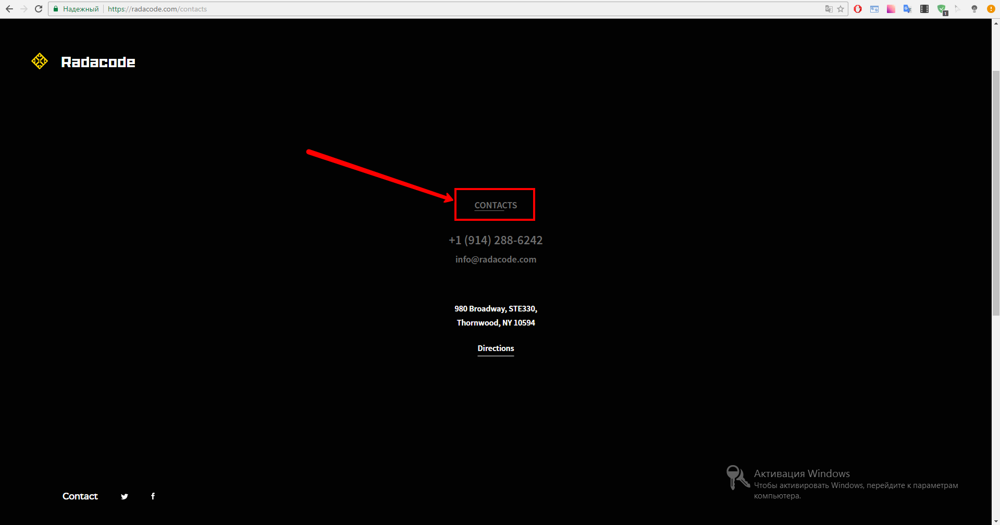 Надежный
https://radacode.com/contacts
1
Radacode
CONTACTS
+1 (914) 288-6242
info@radacode.com
980 Broadway, STE330,
Thornwood, NY 10594
Directions
Contact
Активация Windows
Чтобы активировать Windows, перейдите к параметрам
компьютера.